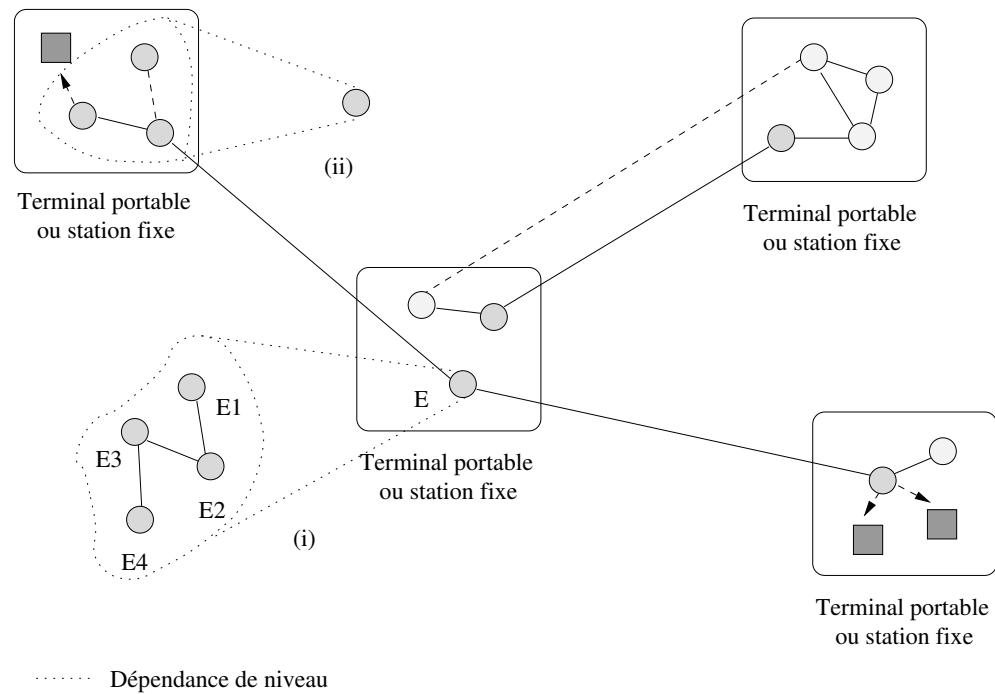 (ii)
Terminal portable
ou station fixe
Terminal portable
ou station fixe
E
E1
E3
E2
E4
(i)
Terminal portable
ou station fixe
Terminal portable
ou station fixe
Dépendance de niveau